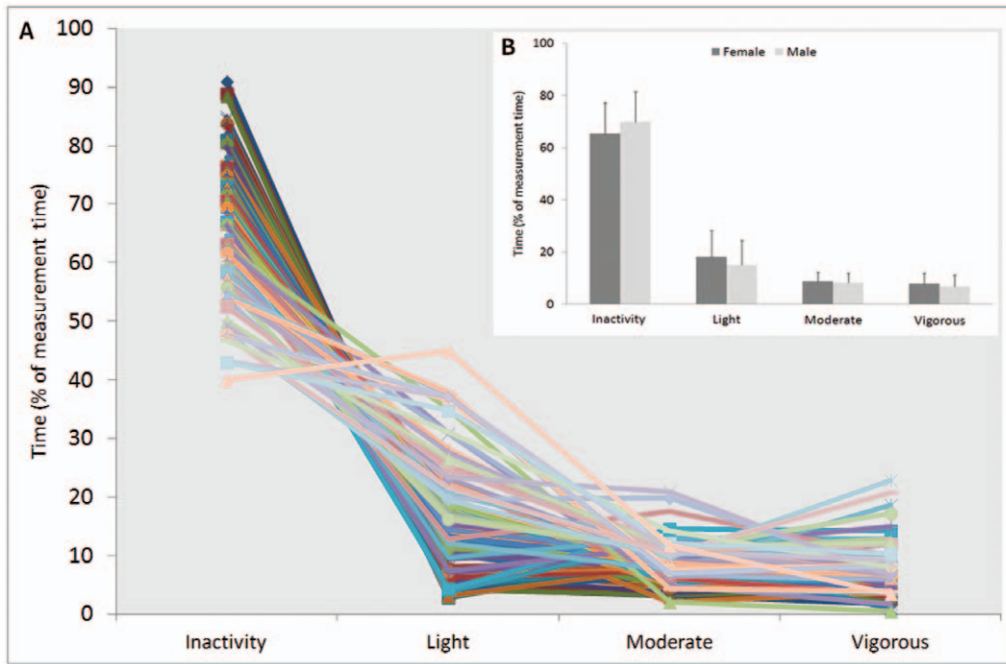 A
Time (% of measurement time)
100
90
80
70
60
50
40
30
20
10
0
Inactivity Light Moderate Vigorous
B
Female Male
Time (% of measurement time)
100
80
60
40
20
0
Inactivity Light Moderate Vigorous